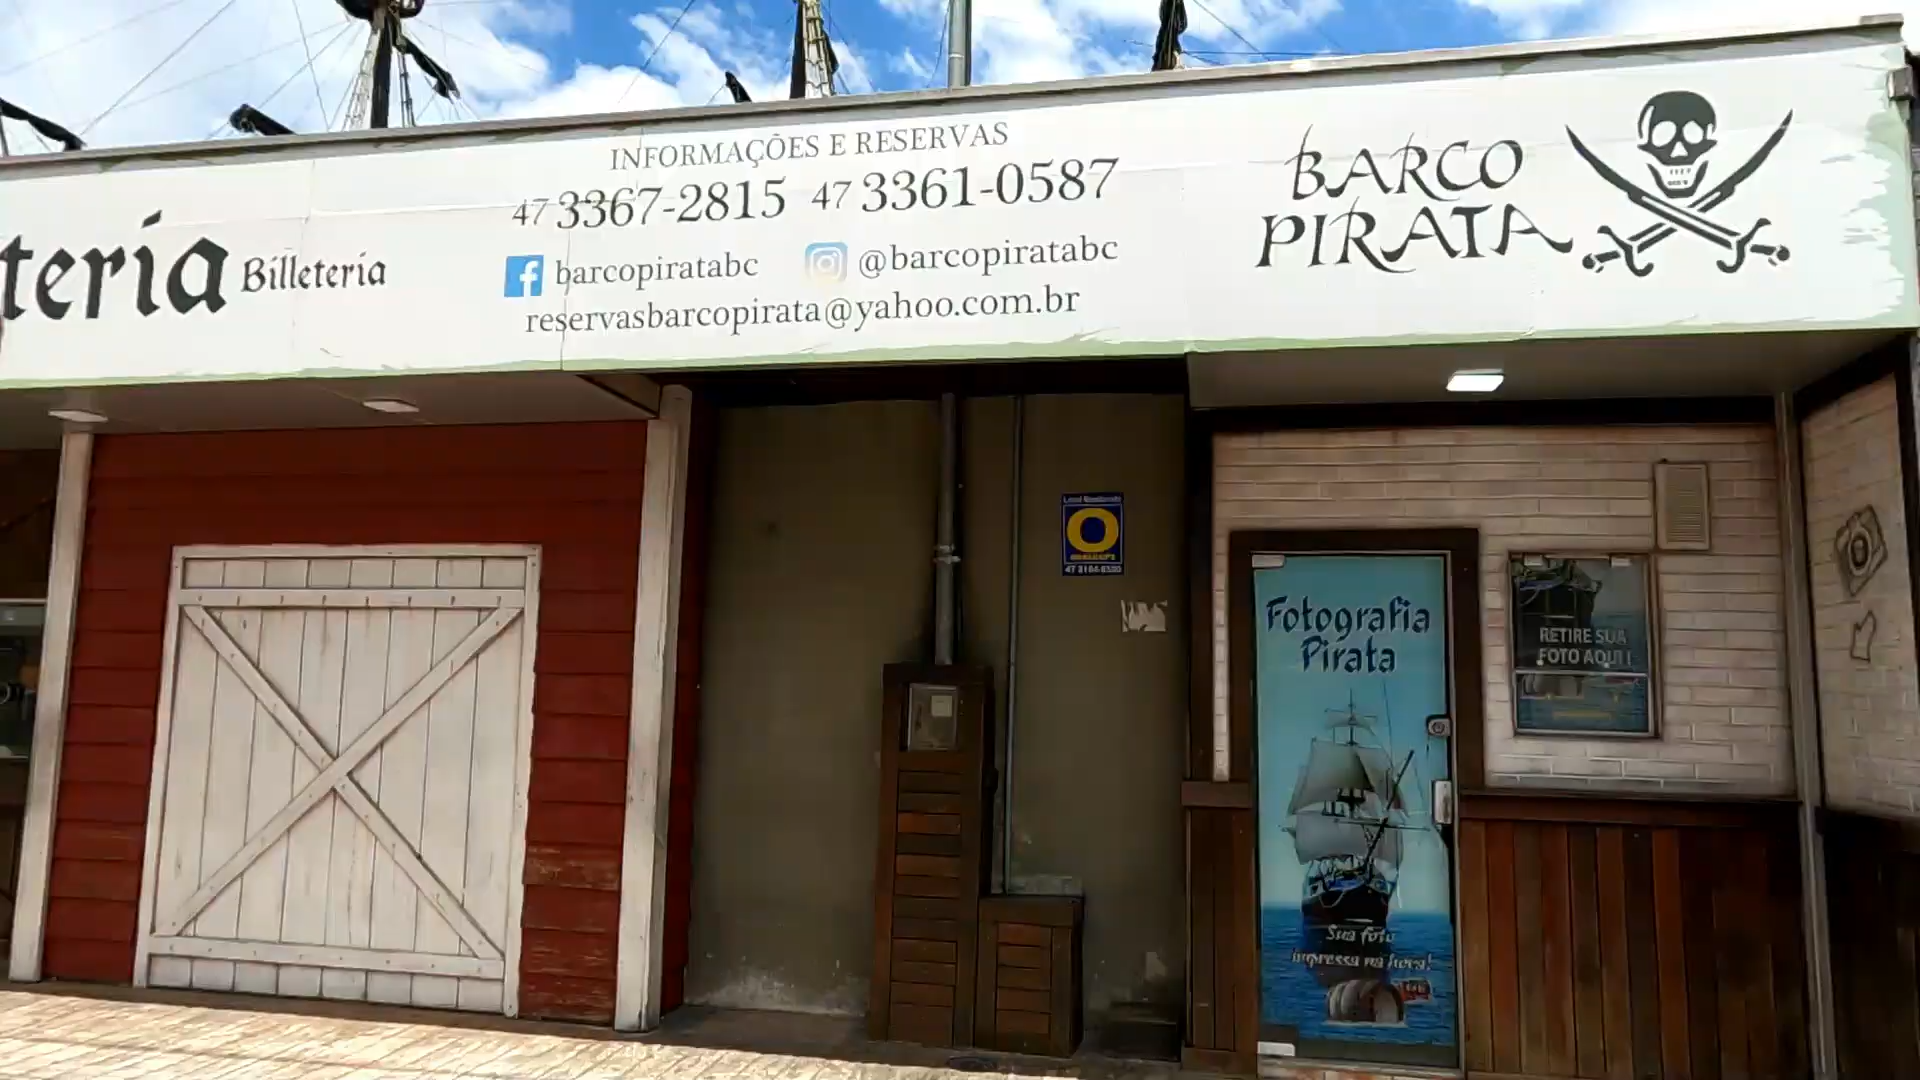 teria Billeteria
INFORMAÇÕES E RESERVAS
47 3367-2815 47 3361-0587
barcopiratabc @barcopiratabc
reservasbarcopirata@yahoo.com.br
BARCO
PIRATA
Fotografia
Pirata
Sua foto
impressa na hora!
RETIRE SUA
FOTO AQUI!